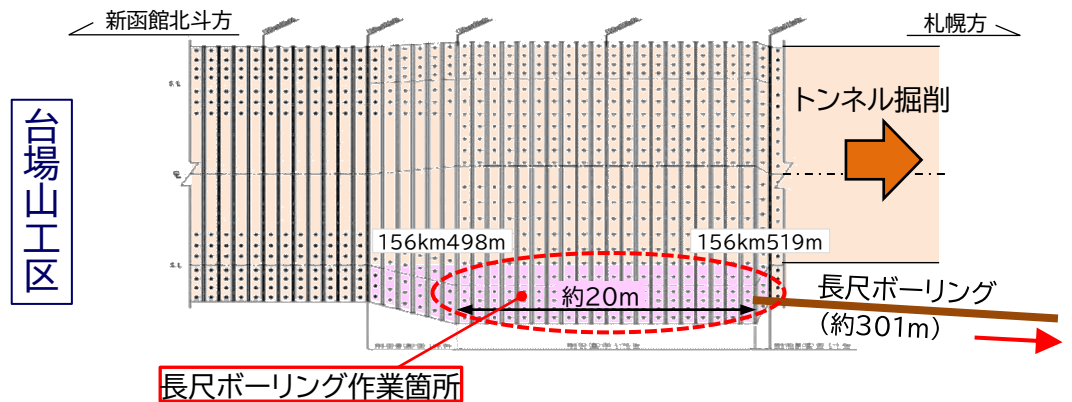 新函館北斗方
札幌方
台場山工区
トンネル掘削
156km498m
156km519m
約20m
長尺ボーリング
(約301m)
長尺ボーリング作業箇所